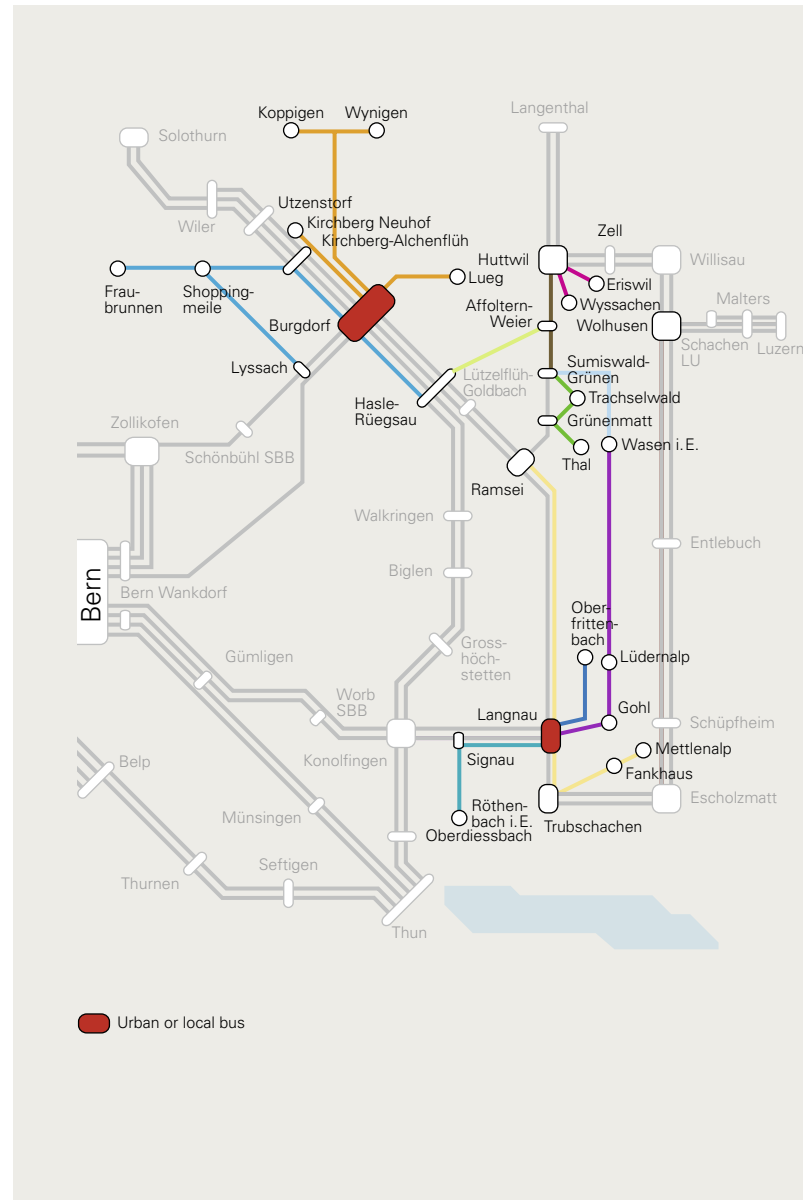 Langenthal
Koppigen
Wynigen
Solothurn
Utzenstorf
Wiler
Kirchberg Neuhof
Kirchberg-Alchenflüh
Zell
Huttwil
Willisau
Lueg
Eriswil
Frau-
brunnen
Shopping-
meile
Affoltern-
Weier
Wyssachen
Malters
Burgdorf
Wolhusen
Schachen
LU
Luzern
Lyssach
Lützelflüh-
Goldbach
Sumiswald-
Grünen
Trachselwald
Hasle-
Rüegsau
Grünenmatt
Zollikofen
Schönbühl SBB
Wasen i.E.
Thal
Ramsei
Walkringen
Entlebuch
Biglen
Bern
Bern Wankdorf
Ober-
fritten-
bach
Gross-
höch-
stetten
Lüdernalp
Gümligen
Worb
SBB
Langnau
Gohl
Schüpfheim
Konolfingen
Signau
Mettlenalp
Belp
Fankhaus
Escholzmatt
Röthen-
bach i.E.
Oberdiessbach
Trubschachen
Münsingen
Seftigen
Thurnen
Thun
Urban or local bus